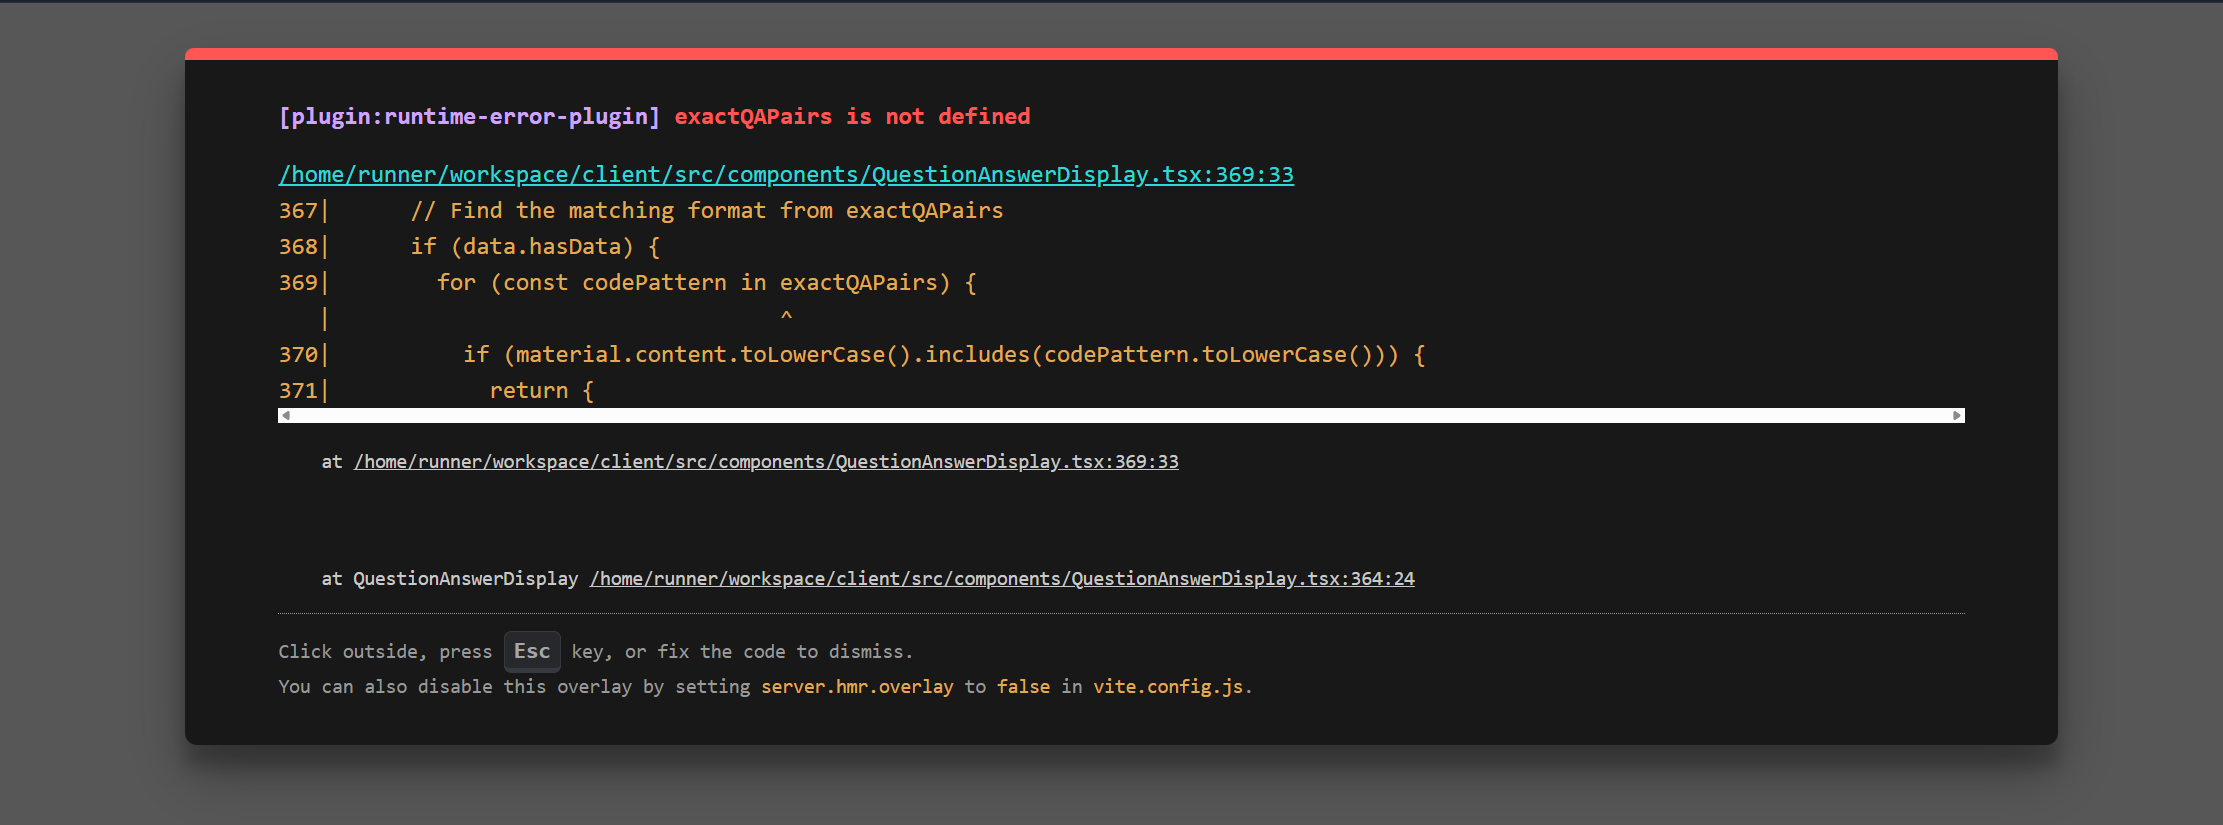 [plugin:runtime-error-plugin] exactQAPairs is not defined
/home/runner/workspace/client/src/components/QuestionAnswerDisplay.tsx:369:33
367|      // Find the matching format from exactQAPairs
368|      if (data.hasData) {
369|        for (const codePattern in exactQAPairs) {
   |                                  ^
370|          if (material.content.toLowerCase().includes(codePattern.toLowerCase())) {
371|            return {
at /home/runner/workspace/client/src/components/QuestionAnswerDisplay.tsx:369:33
at QuestionAnswerDisplay /home/runner/workspace/client/src/components/QuestionAnswerDisplay.tsx:364:24
Click outside, press Esc key, or fix the code to dismiss.
You can also disable this overlay by setting server.hmr.overlay to false in vite.config.js.